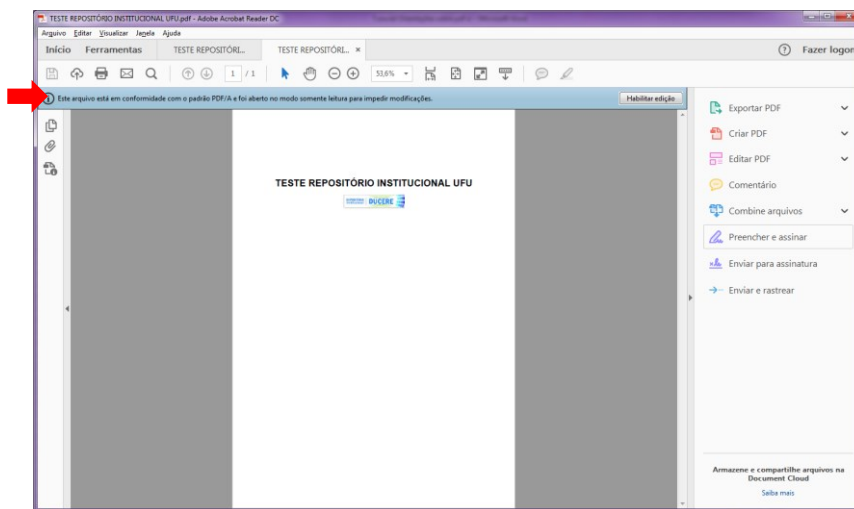 TESTE REPOSITÓRIO INSTITUCIONAL UFU.pdf - Adobe Acrobat Reader DC
Arquivo Editar Visualizar Janela Ajuda
Início Ferramentas TESTE REPOSITÓRI... TESTE REPOSITÓRI... × Fazer logon
1 / 1 53,6%
Este arquivo está em conformidade com o padrão PDF/A e foi aberto no modo somente leitura para impedir modificações. Habilitar edição
Exportar PDF
Criar PDF
Editar PDF
Comentário
Combine arquivos
Preencher e assinar
Enviar para assinatura
Enviar e rastrear
TESTE REPOSITÓRIO INSTITUCIONAL UFU
DUCERE
Armazene e compartilhe arquivos na
Document Cloud
Saiba mais